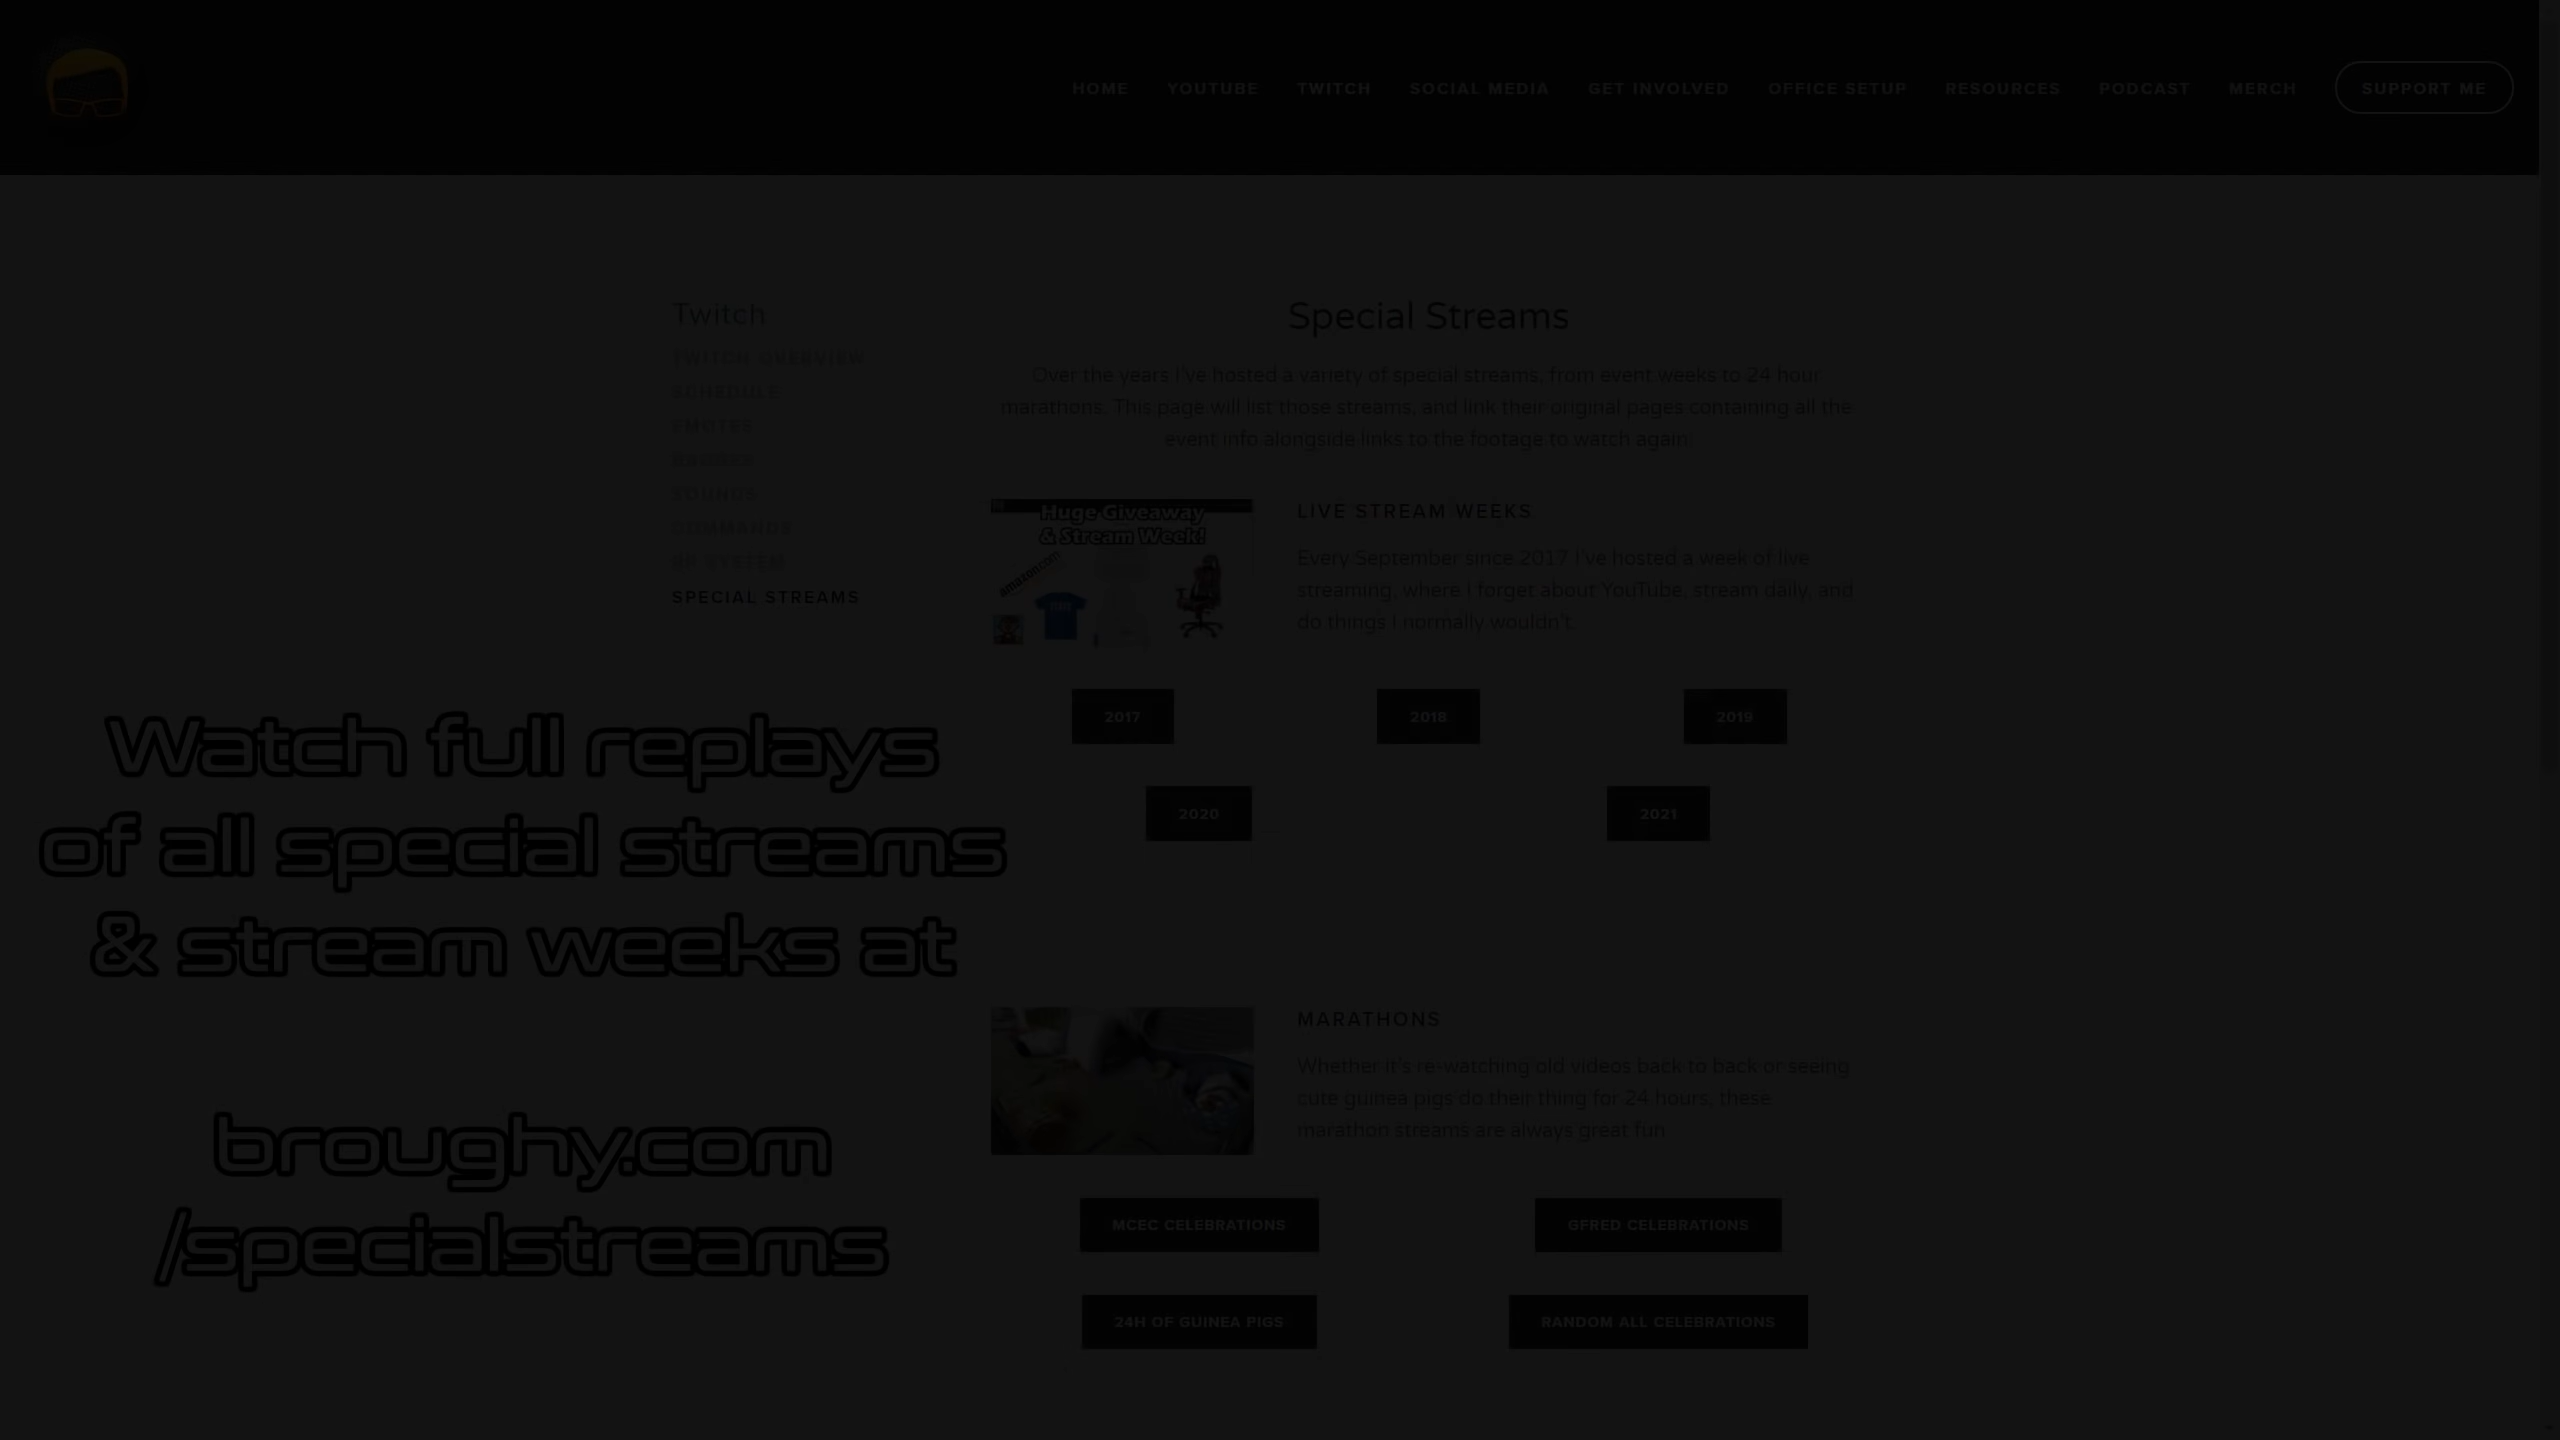 HOME YOUTUBE TWITCH SOCIAL MEDIA GET INVOLVED OFFICE SETUP RESOURCES PODCAST MERCH SUPPORT ME
Twitch
TWITCH OVERVIEW
SCHEDULE
EMOTES
BADGES
SOUNDS
COMMANDS
BP SYSTEM
SPECIAL STREAMS
Special Streams
Over the years I've hosted a variety of special streams, from event weeks to 24 hour
marathons. This page will list those streams, and link their original pages containing all the
event info alongside links to the footage to watch again.
Huge Giveaway
& Stream Week!
amazon.com
LIVE STREAM WEEKS
Every September since 2017 I've hosted a week of live
streaming, where I forget about YouTube, stream daily, and
do things I normally wouldn't.
2017 2018 2019
2020 2021
MARATHONS
Whether it's re-watching old videos back to back or seeing
cute guinea pigs do their thing for 24 hours, these
marathon streams are always great fun.
MCEC CELEBRATIONS GFRED CELEBRATIONS
24H OF GUINEA PIGS RANDOM ALL CELEBRATIONS
Watch full replays
of all special streams
& stream weeks at
broughy.com
/specialstreams